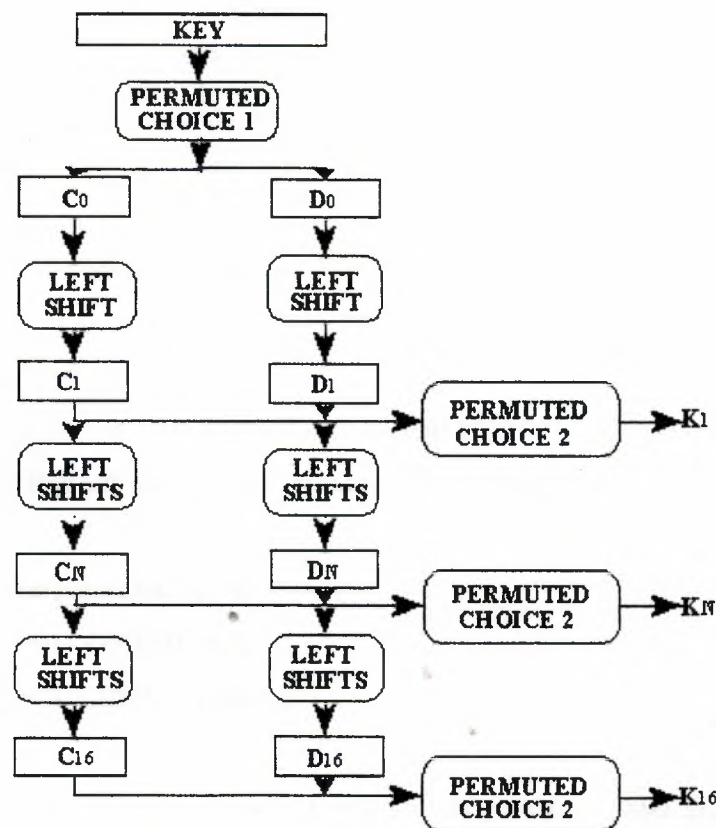 KEY
PERMUTED
CHOICE 1
C0
D0
LEFT
SHIFT
LEFT
SHIFT
C1
D1
PERMUTED
CHOICE 2
K1
LEFT
SHIFTS
LEFT
SHIFTS
CN
DN
PERMUTED
CHOICE 2
KN
LEFT
SHIFTS
LEFT
SHIFTS
C16
D16
PERMUTED
CHOICE 2
K16